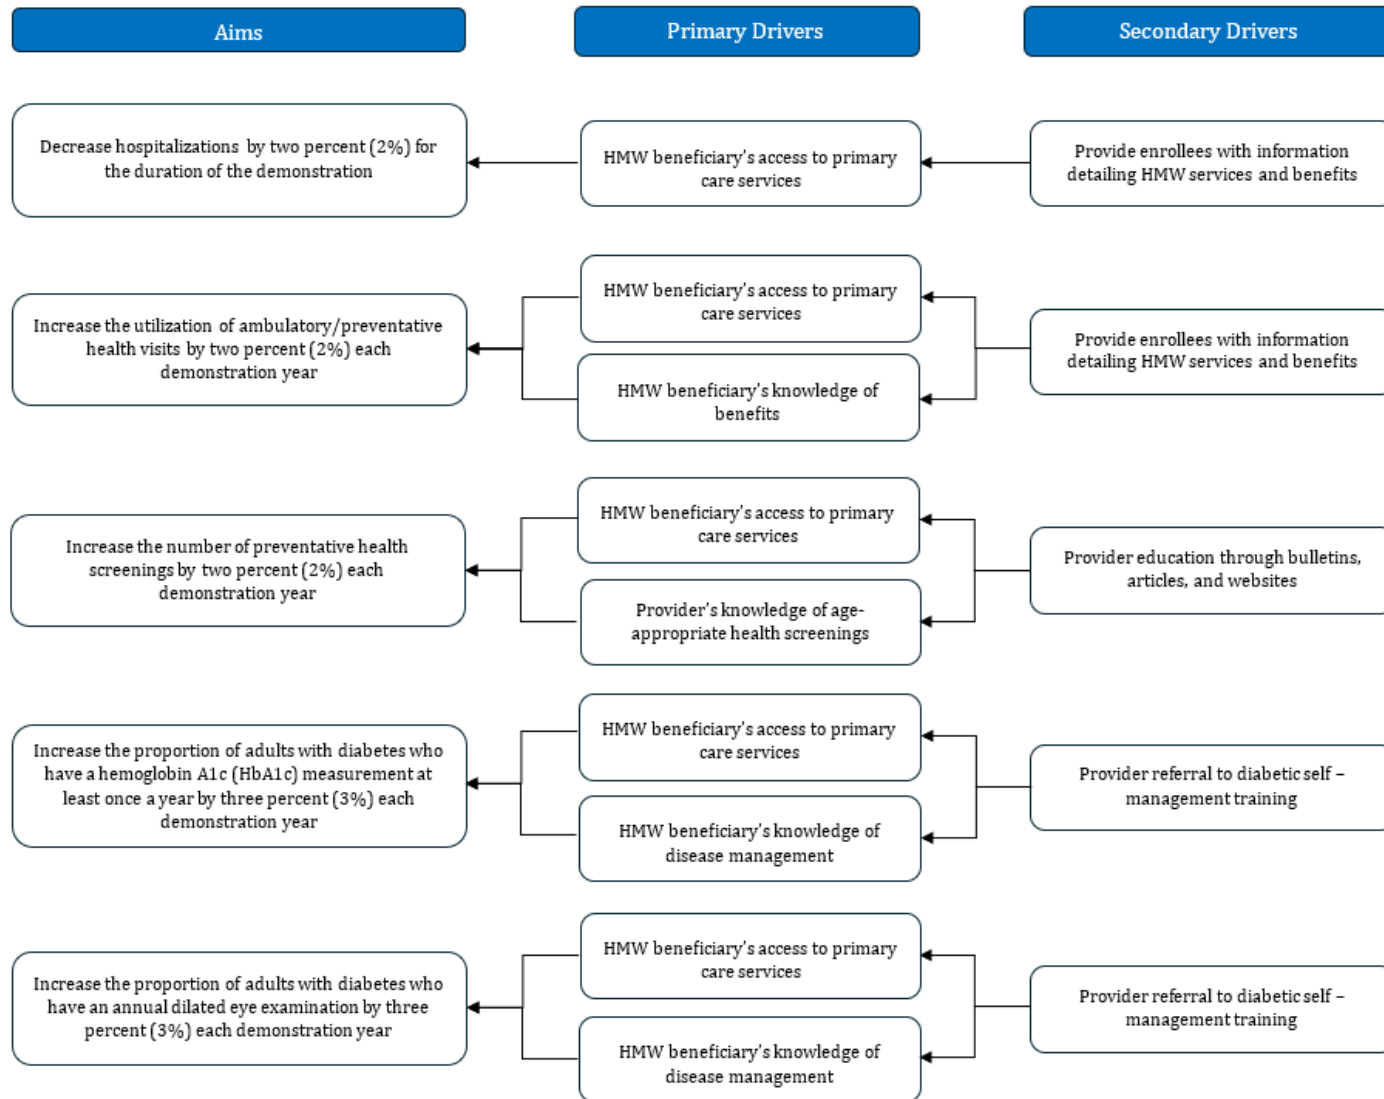 Aims
Primary Drivers
Secondary Drivers
Decrease hospitalizations by two percent (2%) for
the duration of the demonstration
HMW beneficiary's access to primary
care services
Provide enrollees with information
detailing HMW services and benefits
Increase the utilization of ambulatory/preventative
health visits by two percent (2%) each
demonstration year
HMW beneficiary's access to primary
care services
HMW beneficiary's knowledge of
benefits
Provide enrollees with information
detailing HMW services and benefits
Increase the number of preventative health
screenings by two percent (2%) each
demonstration year
HMW beneficiary's access to primary
care services
Provider's knowledge of age-
appropriate health screenings
Provider education through bulletins,
articles, and websites
Increase the proportion of adults with diabetes who
have a hemoglobin A1c (HbA1c) measurement at
least once a year by three percent (3%) each
demonstration year
HMW beneficiary's access to primary
care services
HMW beneficiary's knowledge of
disease management
Provider referral to diabetic self –
management training
Increase the proportion of adults with diabetes who
have an annual dilated eye examination by three
percent (3%) each demonstration year
HMW beneficiary's access to primary
care services
HMW beneficiary's knowledge of
disease management
Provider referral to diabetic self –
management training